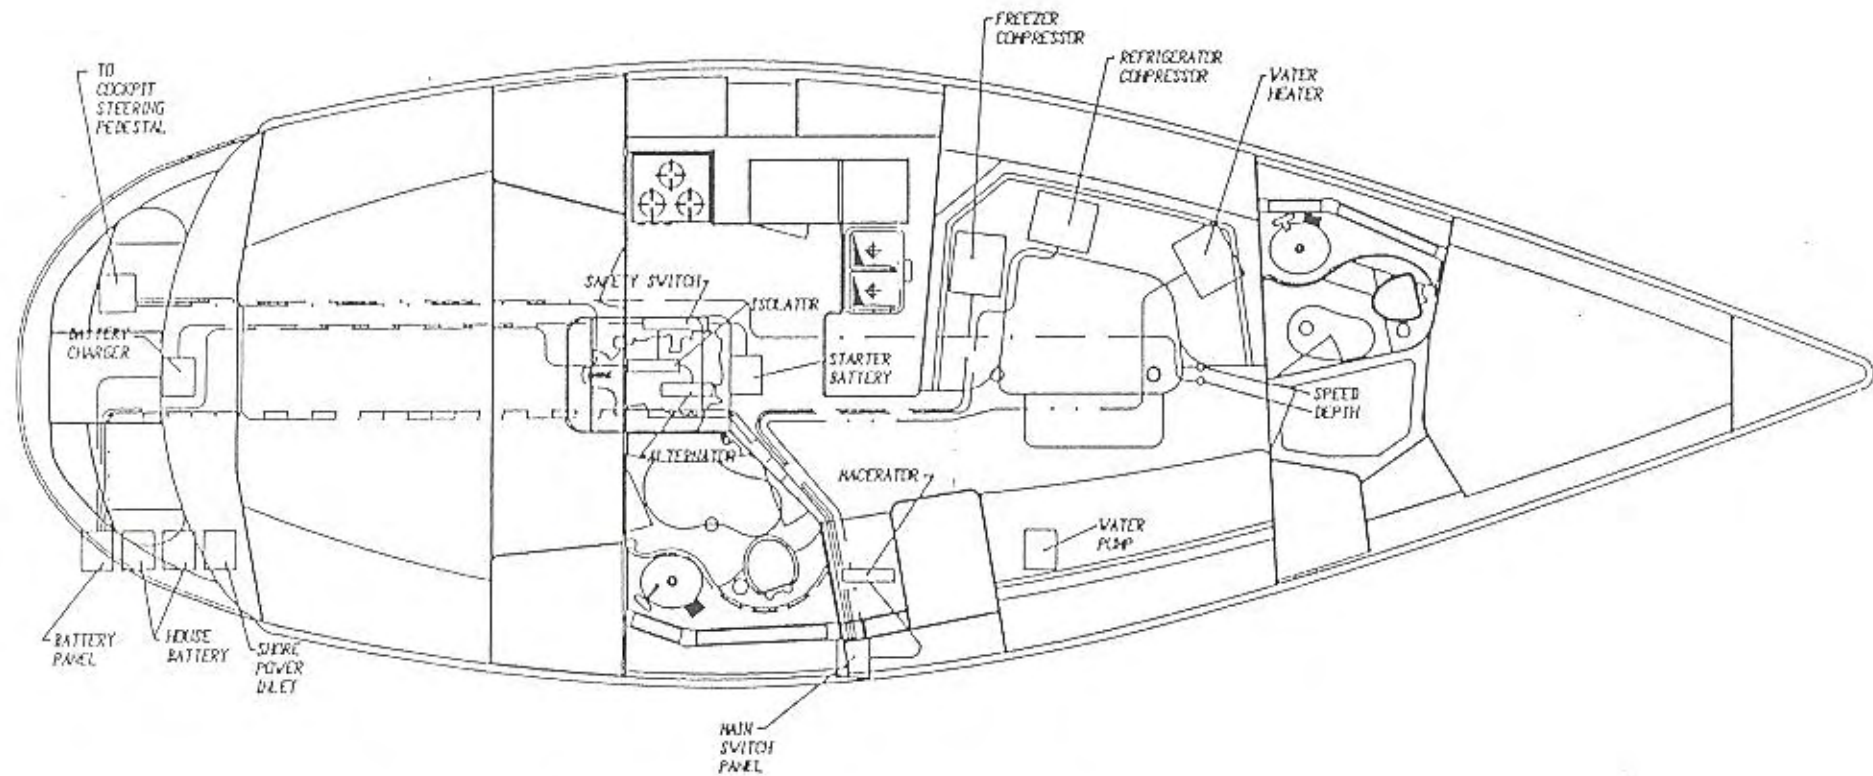 FREEZER
COMPRESSOR
REFRIGERATOR
COMPRESSOR
WATER
HEATER
TO
COCKPIT
STEERING
PEDESTAL
SAFETY SWITCH
ISOLATOR
BATTERY
CHARGER
STARTER
BATTERY
SPEED
DEPTH
ALTERNATOR
MACERATOR
WATER
PUMP
BATTERY
PANEL
HOUSE
BATTERY
SHORE
POWER
INLET
MAIN
SWITCH
PANEL